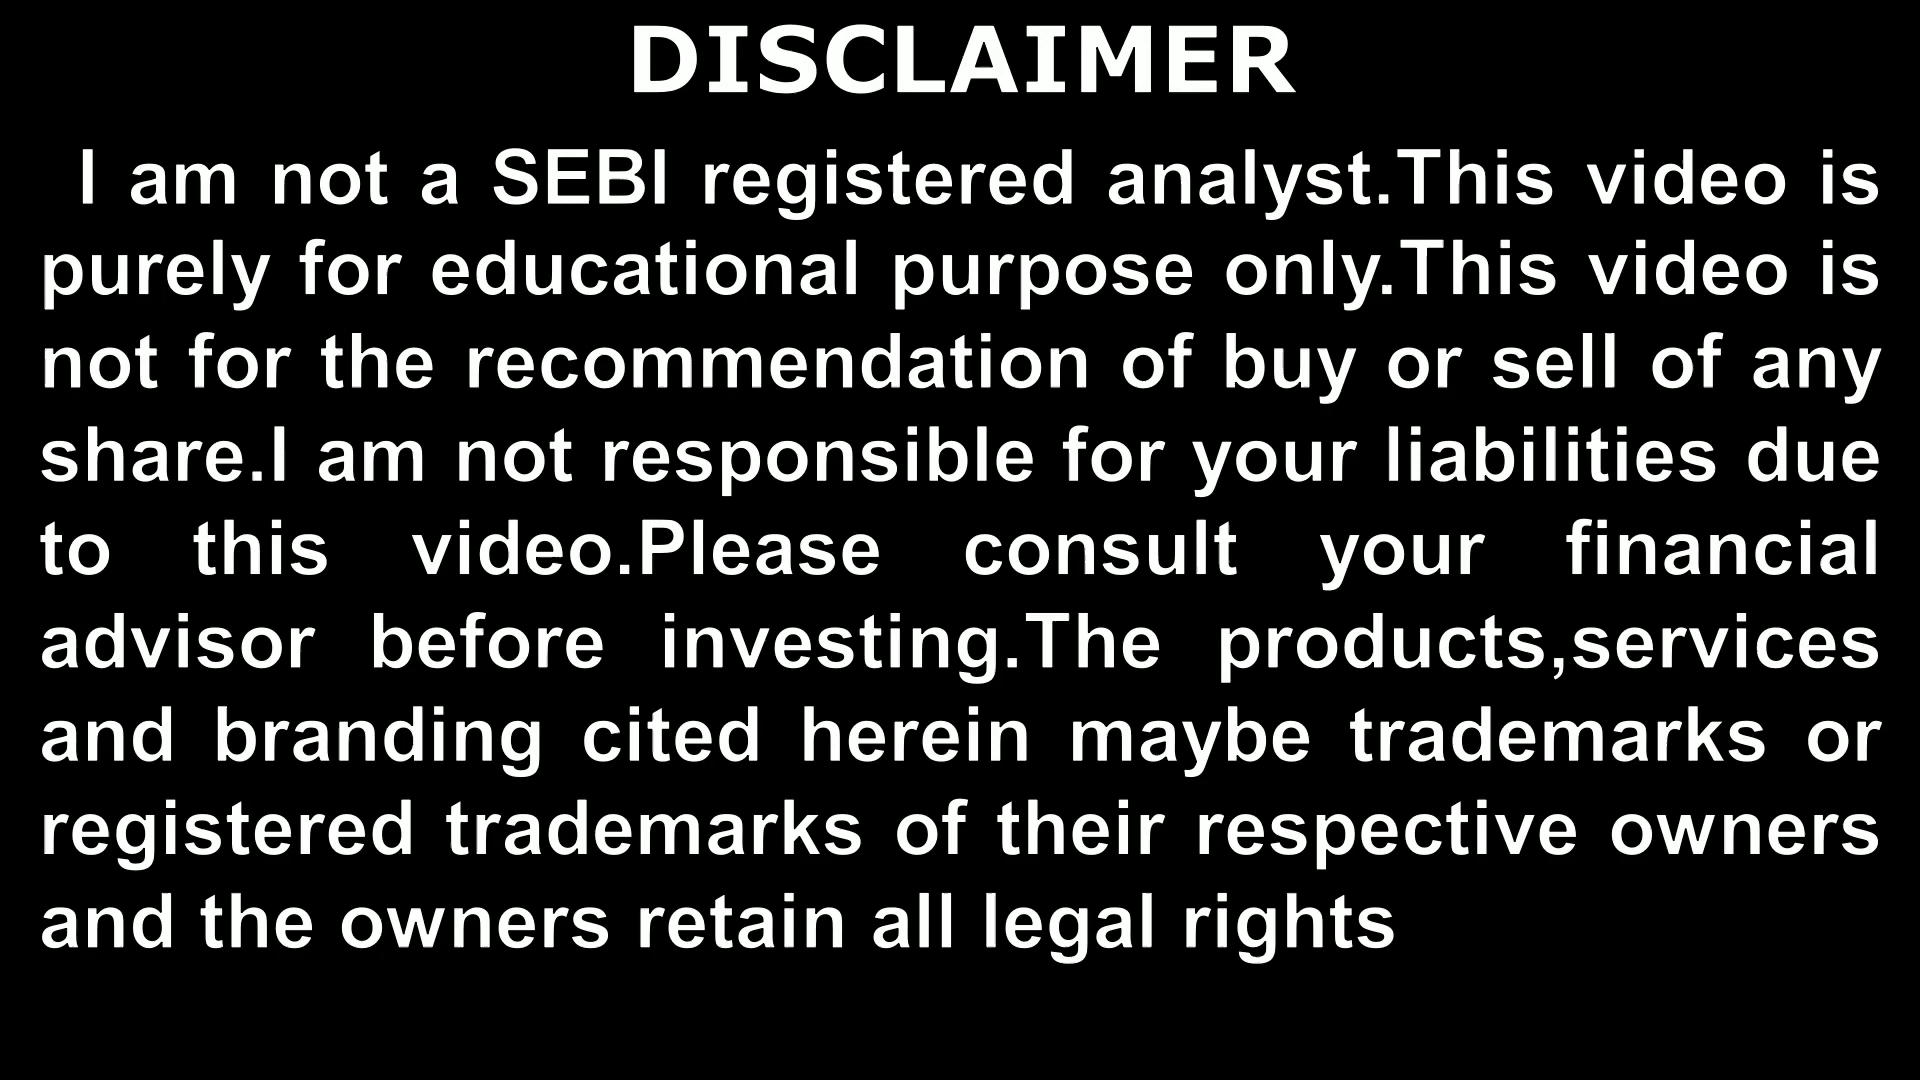 DISCLAIMER
I am not a SEBI registered analyst.This video is
purely for educational purpose only.This video is
not for the recommendation of buy or sell of any
share.I am not responsible for your liabilities due
to this video.Please consult your financial
advisor before investing.The products,services
and branding cited herein maybe trademarks or
registered trademarks of their respective owners
and the owners retain all legal rights